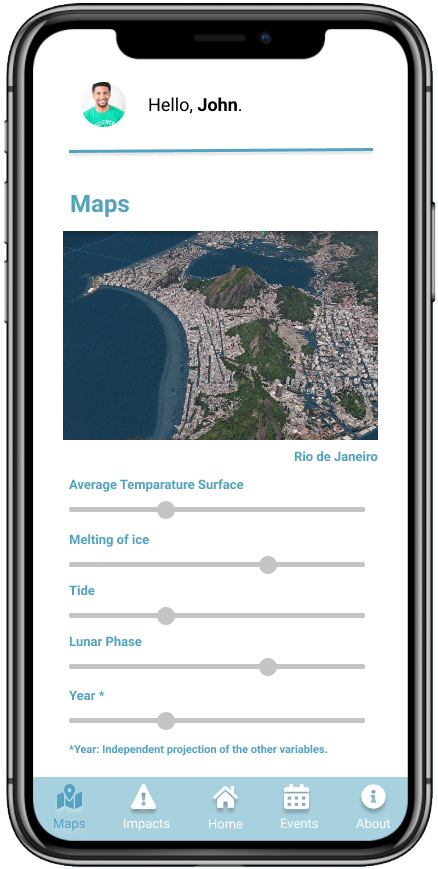 Hello, John.
Maps
Rio de Janeiro
Average Temparature Surface
Melting of ice
Tide
Lunar Phase
Year *
*Year: Independent projection of the other variables.
Maps Impacts Home Events About